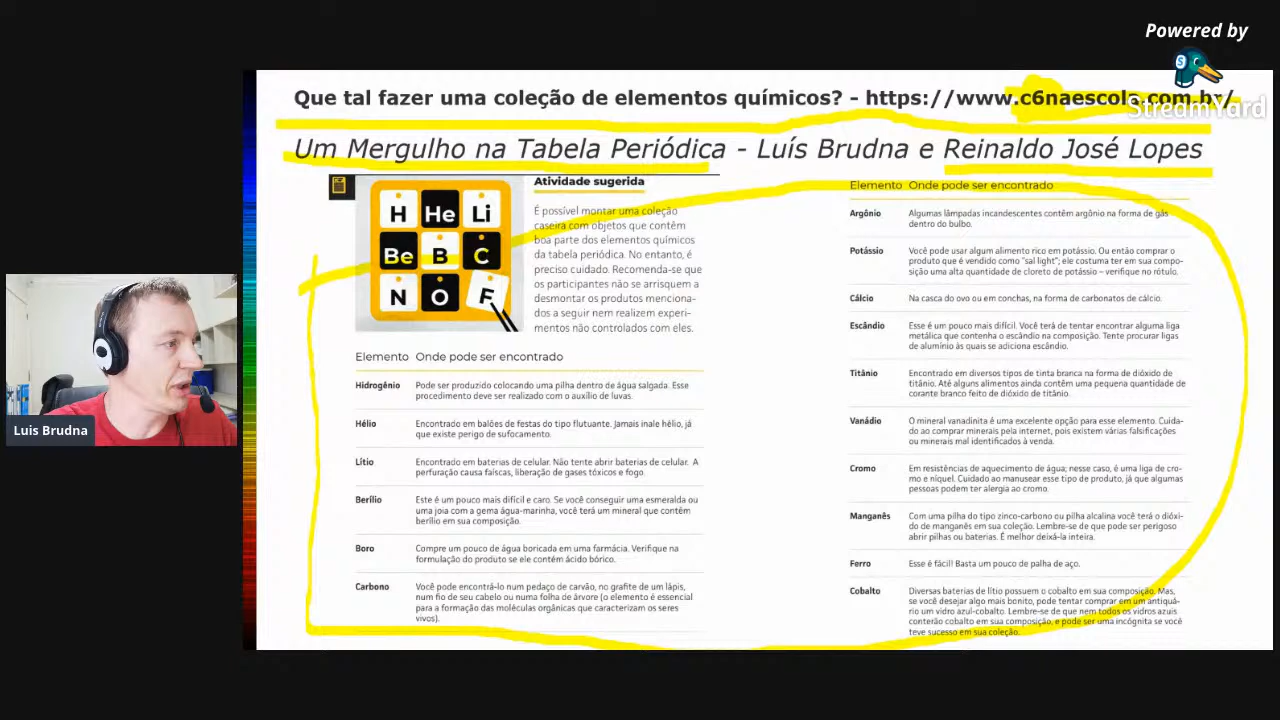 Powered by
StreamYard
Que tal fazer uma coleção de elementos químicos? - https://www.c6naescola.com.br/
Um Mergulho na Tabela Periódica - Luís Brudna e Reinaldo José Lopes
H He Li
Be B C
N O F
Atividade sugerida
É possível montar uma coleção
caseira com objetos que contêm
boa parte dos elementos químicos
da tabela periódica. No entanto, é
preciso cuidado. Recomenda-se que
os participantes não se arrisquem a
desmontar os produtos menciona-
dos a seguir nem realizem experi-
mentos não controlados com eles.
Elemento Onde pode ser encontrado
Hidrogênio Pode ser produzido colocando uma pilha dentro de água salgada. Esse
procedimento deve ser realizado com o auxílio de luvas.
Hélio Encontrado em balões de festas do tipo flutuante. Jamais inale hélio, já
que existe perigo de sufocamento.
Lítio Encontrado em baterias de celular. Não tente abrir baterias de celular. A
perfuração causa faíscas, liberação de gases tóxicos e fogo.
Berílio Este é um pouco mais difícil e caro. Se você conseguir uma esmeralda ou
uma joia com a gema água-marinha, você terá um mineral que contêm
berílio em sua composição.
Boro Compre um pouco de água boricada em uma farmácia. Verifique na
formulação do produto se ele contém ácido bórico.
Carbono Você pode encontrá-lo num pedaço de carvão, no grafite de um lápis,
num fio de seu cabelo ou numa folha de árvore (o elemento é essencial
para a formação das moléculas orgânicas que caracterizam os seres
vivos).
Elemento Onde pode ser encontrado
Argônio Algumas lâmpadas incandescentes contêm argônio na forma de gás
dentro do bulbo.
Potássio Você pode usar algum alimento rico em potássio. Ou então comprar o
produto que é vendido como "sal light"; ele costuma ter em sua compo-
sição uma alta quantidade de cloreto de potássio – verifique no rótulo.
Cálcio Na casca do ovo ou em conchas, na forma de carbonatos de cálcio.
Escândio Esse é um pouco mais difícil. Você terá de tentar encontrar alguma liga
metálica que contenha o escândio na composição. Tente procurar ligas
de alumínio às quais se adiciona escândio.
Titânio Encontrado em diversos tipos de tinta branca na forma de dióxido de
titânio. Até alguns alimentos ainda contêm uma pequena quantidade de
corante branco feito de dióxido de titânio.
Vanádio O mineral vanadinita é uma excelente opção para esse elemento. Cuida-
do ao comprar minerais pela internet, pois existem várias falsificações
ou minerais mal identificados à venda.
Cromo Em resistências de aquecimento de água; nesse caso, é uma liga de cro-
mo e níquel. Cuidado ao manusear esse tipo de produto, já que algumas
pessoas podem ter alergia ao cromo.
Manganês Com uma pilha do tipo zinco-carbono ou pilha alcalina você terá o dióxi-
do de manganês em sua coleção. Lembre-se de que pode ser perigoso
abrir pilhas ou baterias. É melhor deixá-la inteira.
Ferro Esse é fácil! Basta um pouco de palha de aço.
Cobalto Diversas baterias de lítio possuem o cobalto em sua composição. Mas,
se você desejar algo mais bonito, pode tentar comprar em um antiquá-
rio um vidro azul-cobalto. Lembre-se de que nem todos os vidros azuis
conterão cobalto em sua composição, e pode ser uma incógnita se você
teve sucesso em sua coleção.
Luis Brudna